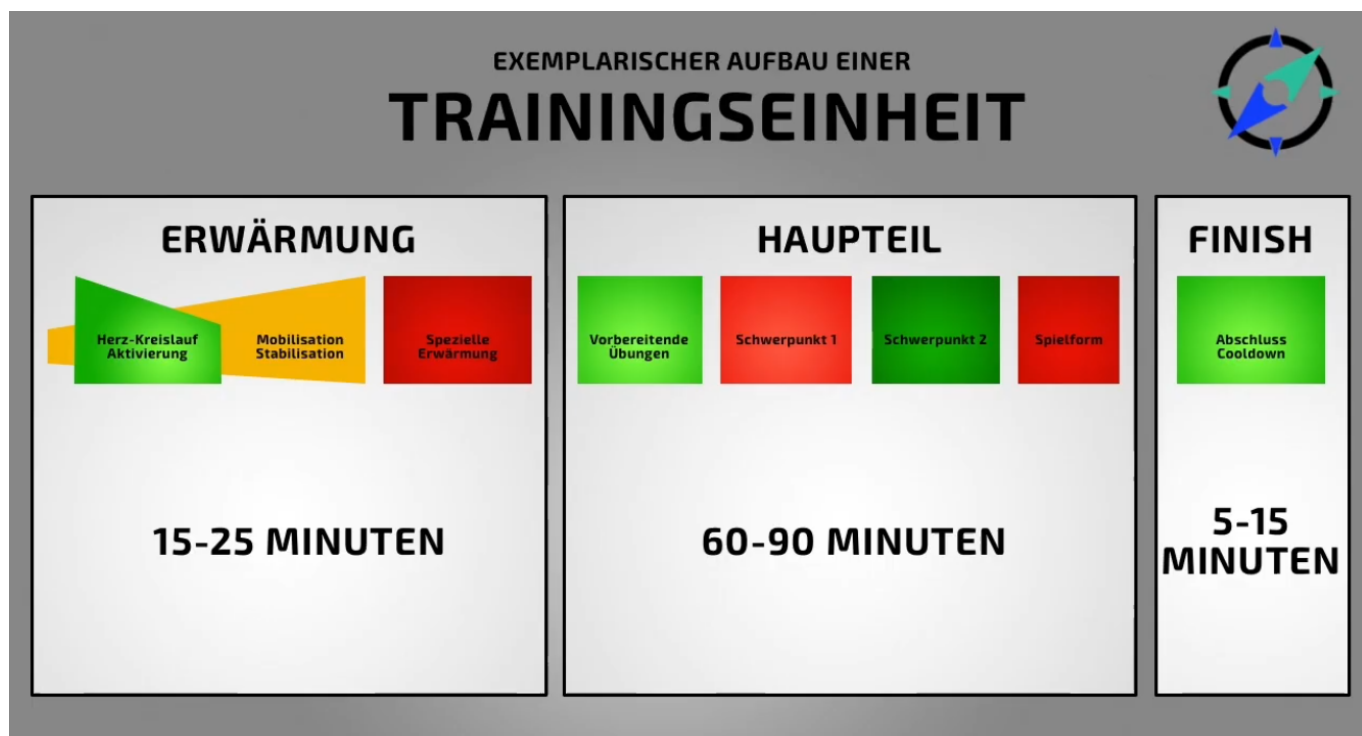 EXEMPLARISCHER AUFBAU EINER
TRAININGSEINHEIT
ERWÄRMUNG
Herz-Kreislauf
Aktivierung
Mobilisation
Stabilisation
Spezielle
Erwärmung
15-25 MINUTEN
HAUPTEIL
Vorbereitende
Übungen
Schwerpunkt 1
Schwerpunkt 2
Spielform
60-90 MINUTEN
FINISH
Abschluss
Cooldown
5-15
MINUTEN